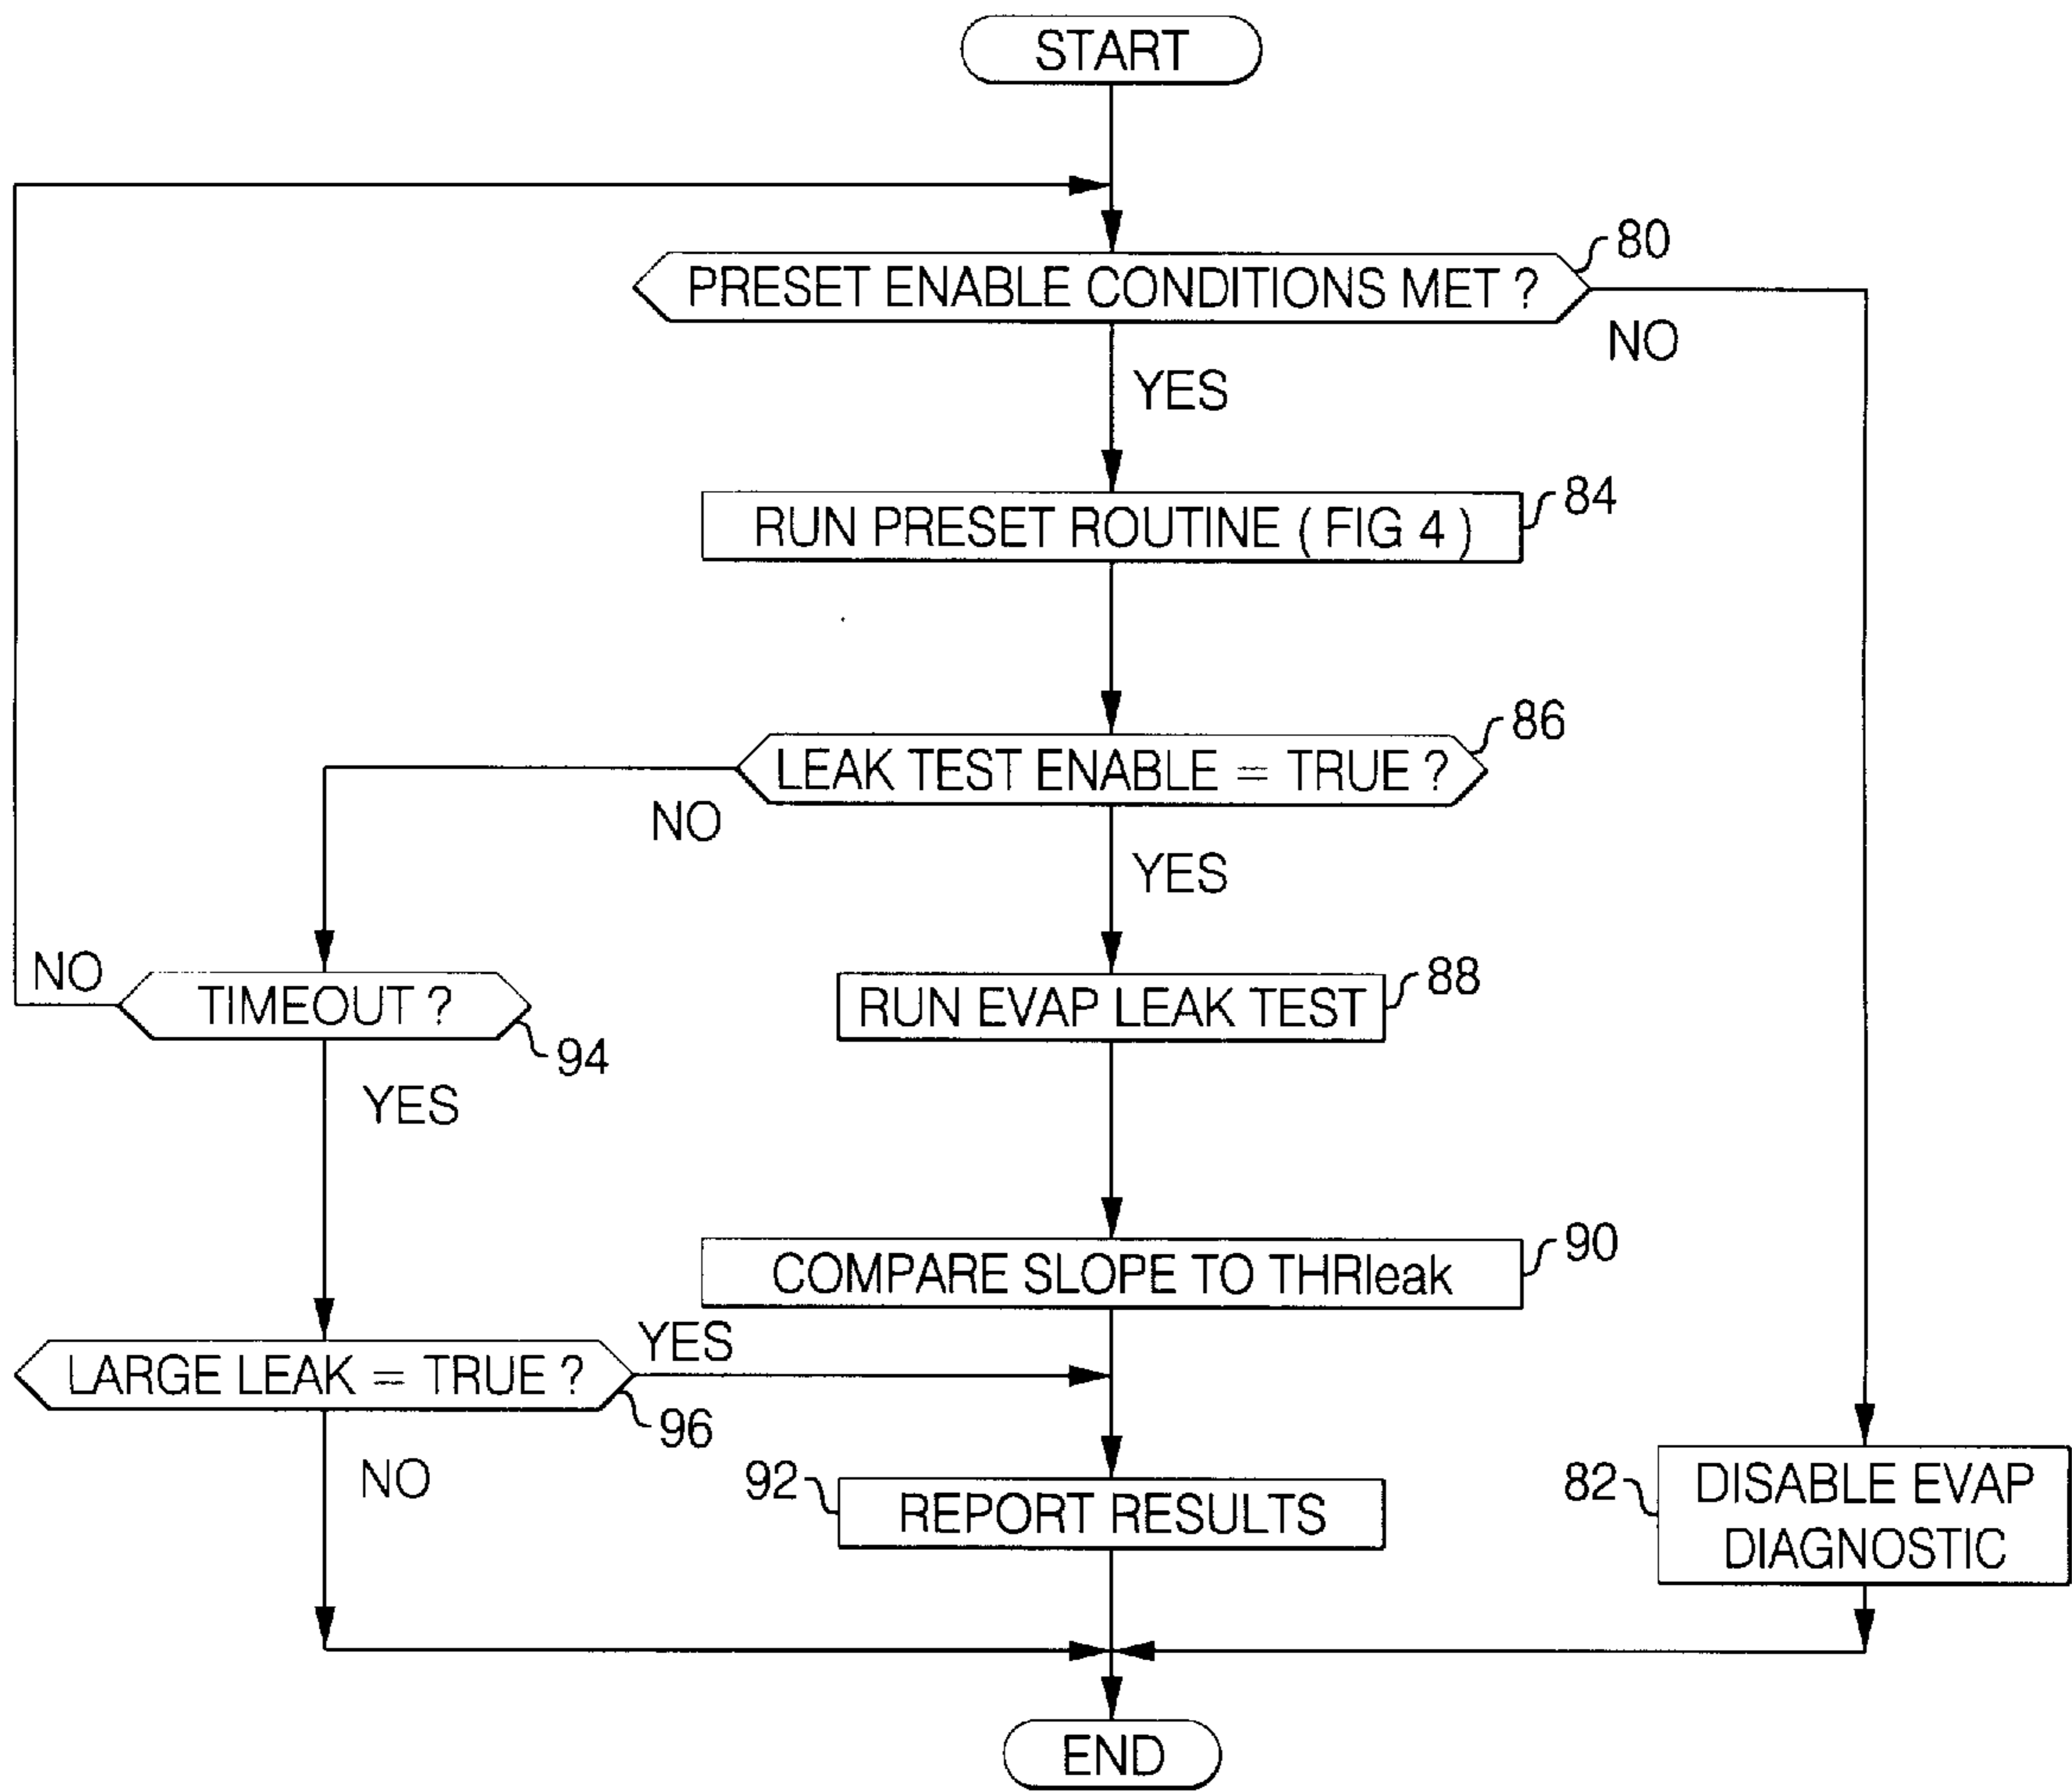 START
PRESET ENABLE CONDITIONS MET ?
80
NO
YES
RUN PRESET ROUTINE ( FIG 4 )
84
LEAK TEST ENABLE = TRUE ?
86
NO
YES
NO
TIMEOUT ?
94
RUN EVAP LEAK TEST
88
YES
COMPARE SLOPE TO THRleak
90
LARGE LEAK = TRUE ?
YES
96
NO
92
REPORT RESULTS
82
DISABLE EVAP
DIAGNOSTIC
END